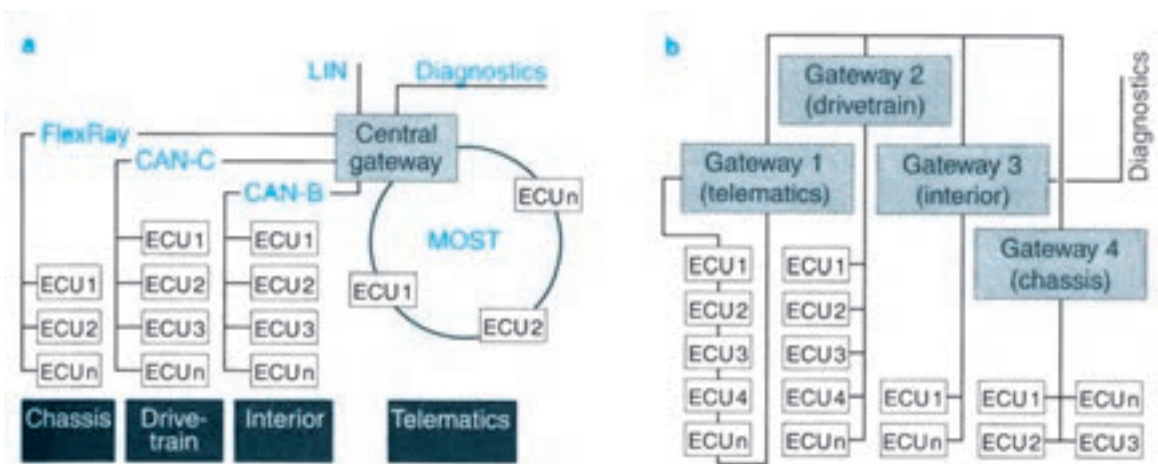 a
LIN
Diagnostics
FlexRay
Central
gateway
CAN-C
CAN-B
ECUn
MOST
ECU1
ECU2
ECU1
ECU2
ECUn
ECU1
ECU2
ECU3
ECUn
ECU1
ECU2
ECU3
ECUn
Chassis
Drive-
train
Interior
Telematics
b
Gateway 2
(drivetrain)
Gateway 1
(telematics)
Gateway 3
(interior)
Gateway 4
(chassis)
Diagnostics
ECU1
ECU2
ECU3
ECU4
ECUn
ECU1
ECU2
ECU3
ECU4
ECUn
ECU1
ECUn
ECU1
ECUn
ECU2
ECU3